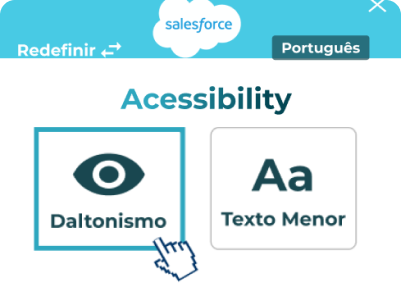 salesforce
Redefinir
Português
Acessibility
Daltonismo
Aa
Texto Menor